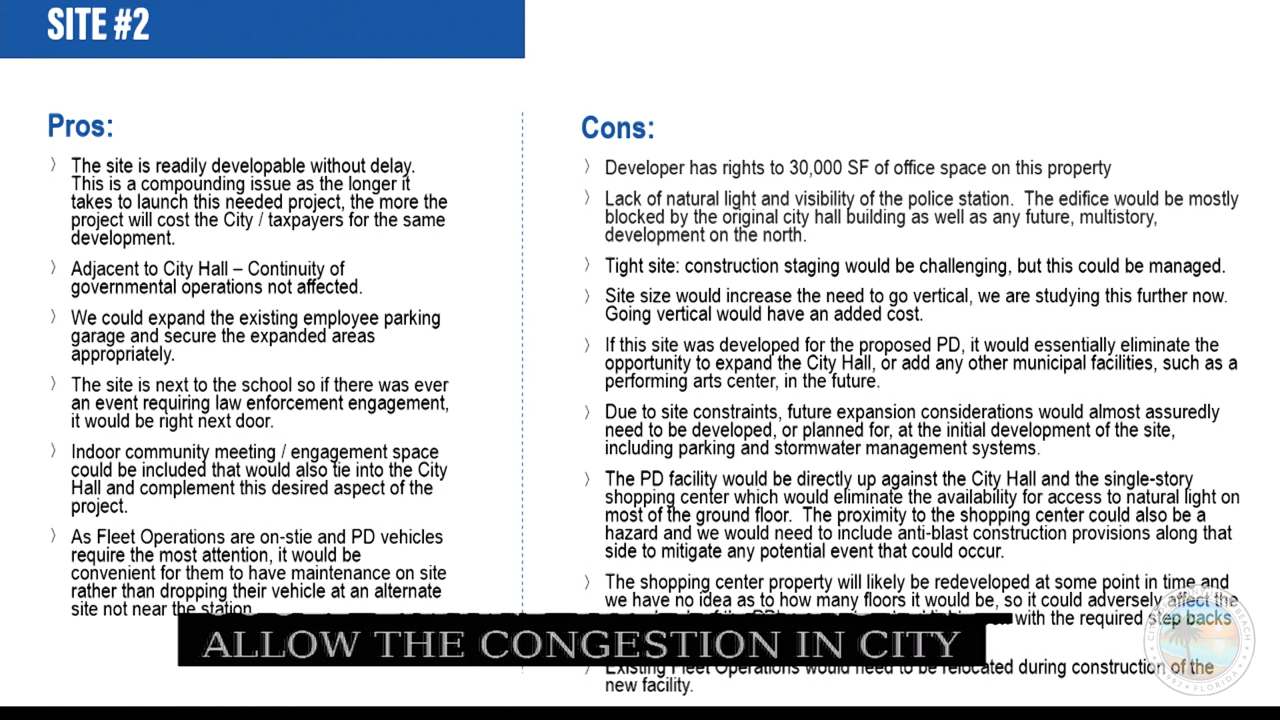 SITE #2
Pros:
〉 The site is readily developable without delay.
This is a compounding issue as the longer it
takes to launch this needed project, the more the
project will cost the City / taxpayers for the same
development.
〉 Adjacent to City Hall – Continuity of
governmental operations not affected.
〉 We could expand the existing employee parking
garage and secure the expanded areas
appropriately.
〉 The site is next to the school so if there was ever
an event requiring law enforcement engagement,
it would be right next door.
〉 Indoor community meeting / engagement space
could be included that would also tie into the City
Hall and complement this desired aspect of the
project.
〉 As Fleet Operations are on-stie and PD vehicles
require the most attention, it would be
convenient for them to have maintenance on site
rather than dropping their vehicle at an alternate
site not near the station
Cons:
〉 Developer has rights to 30,000 SF of office space on this property
〉 Lack of natural light and visibility of the police station. The edifice would be mostly
blocked by the original city hall building as well as any future, multistory,
development on the north.
〉 Tight site: construction staging would be challenging, but this could be managed.
〉 Site size would increase the need to go vertical, we are studying this further now.
Going vertical would have an added cost.
〉 If this site was developed for the proposed PD, it would essentially eliminate the
opportunity to expand the City Hall, or add any other municipal facilities, such as a
performing arts center, in the future.
〉 Due to site constraints, future expansion considerations would almost assuredly
need to be developed, or planned for, at the initial development of the site,
including parking and stormwater management systems.
〉 The PD facility would be directly up against the City Hall and the single-story
shopping center which would eliminate the availability for access to natural light on
most of the ground floor. The proximity to the shopping center could also be a
hazard and we would need to include anti-blast construction provisions along that
side to mitigate any potential event that could occur.
〉 The shopping center property will likely be redeveloped at some point in time and
we have no idea as to how many floors it would be, so it could adversely affect the
with the required step backs
〉 Existing Fleet Operations would need to be relocated during construction of the
new facility.
ALLOW THE CONGESTION IN CITY